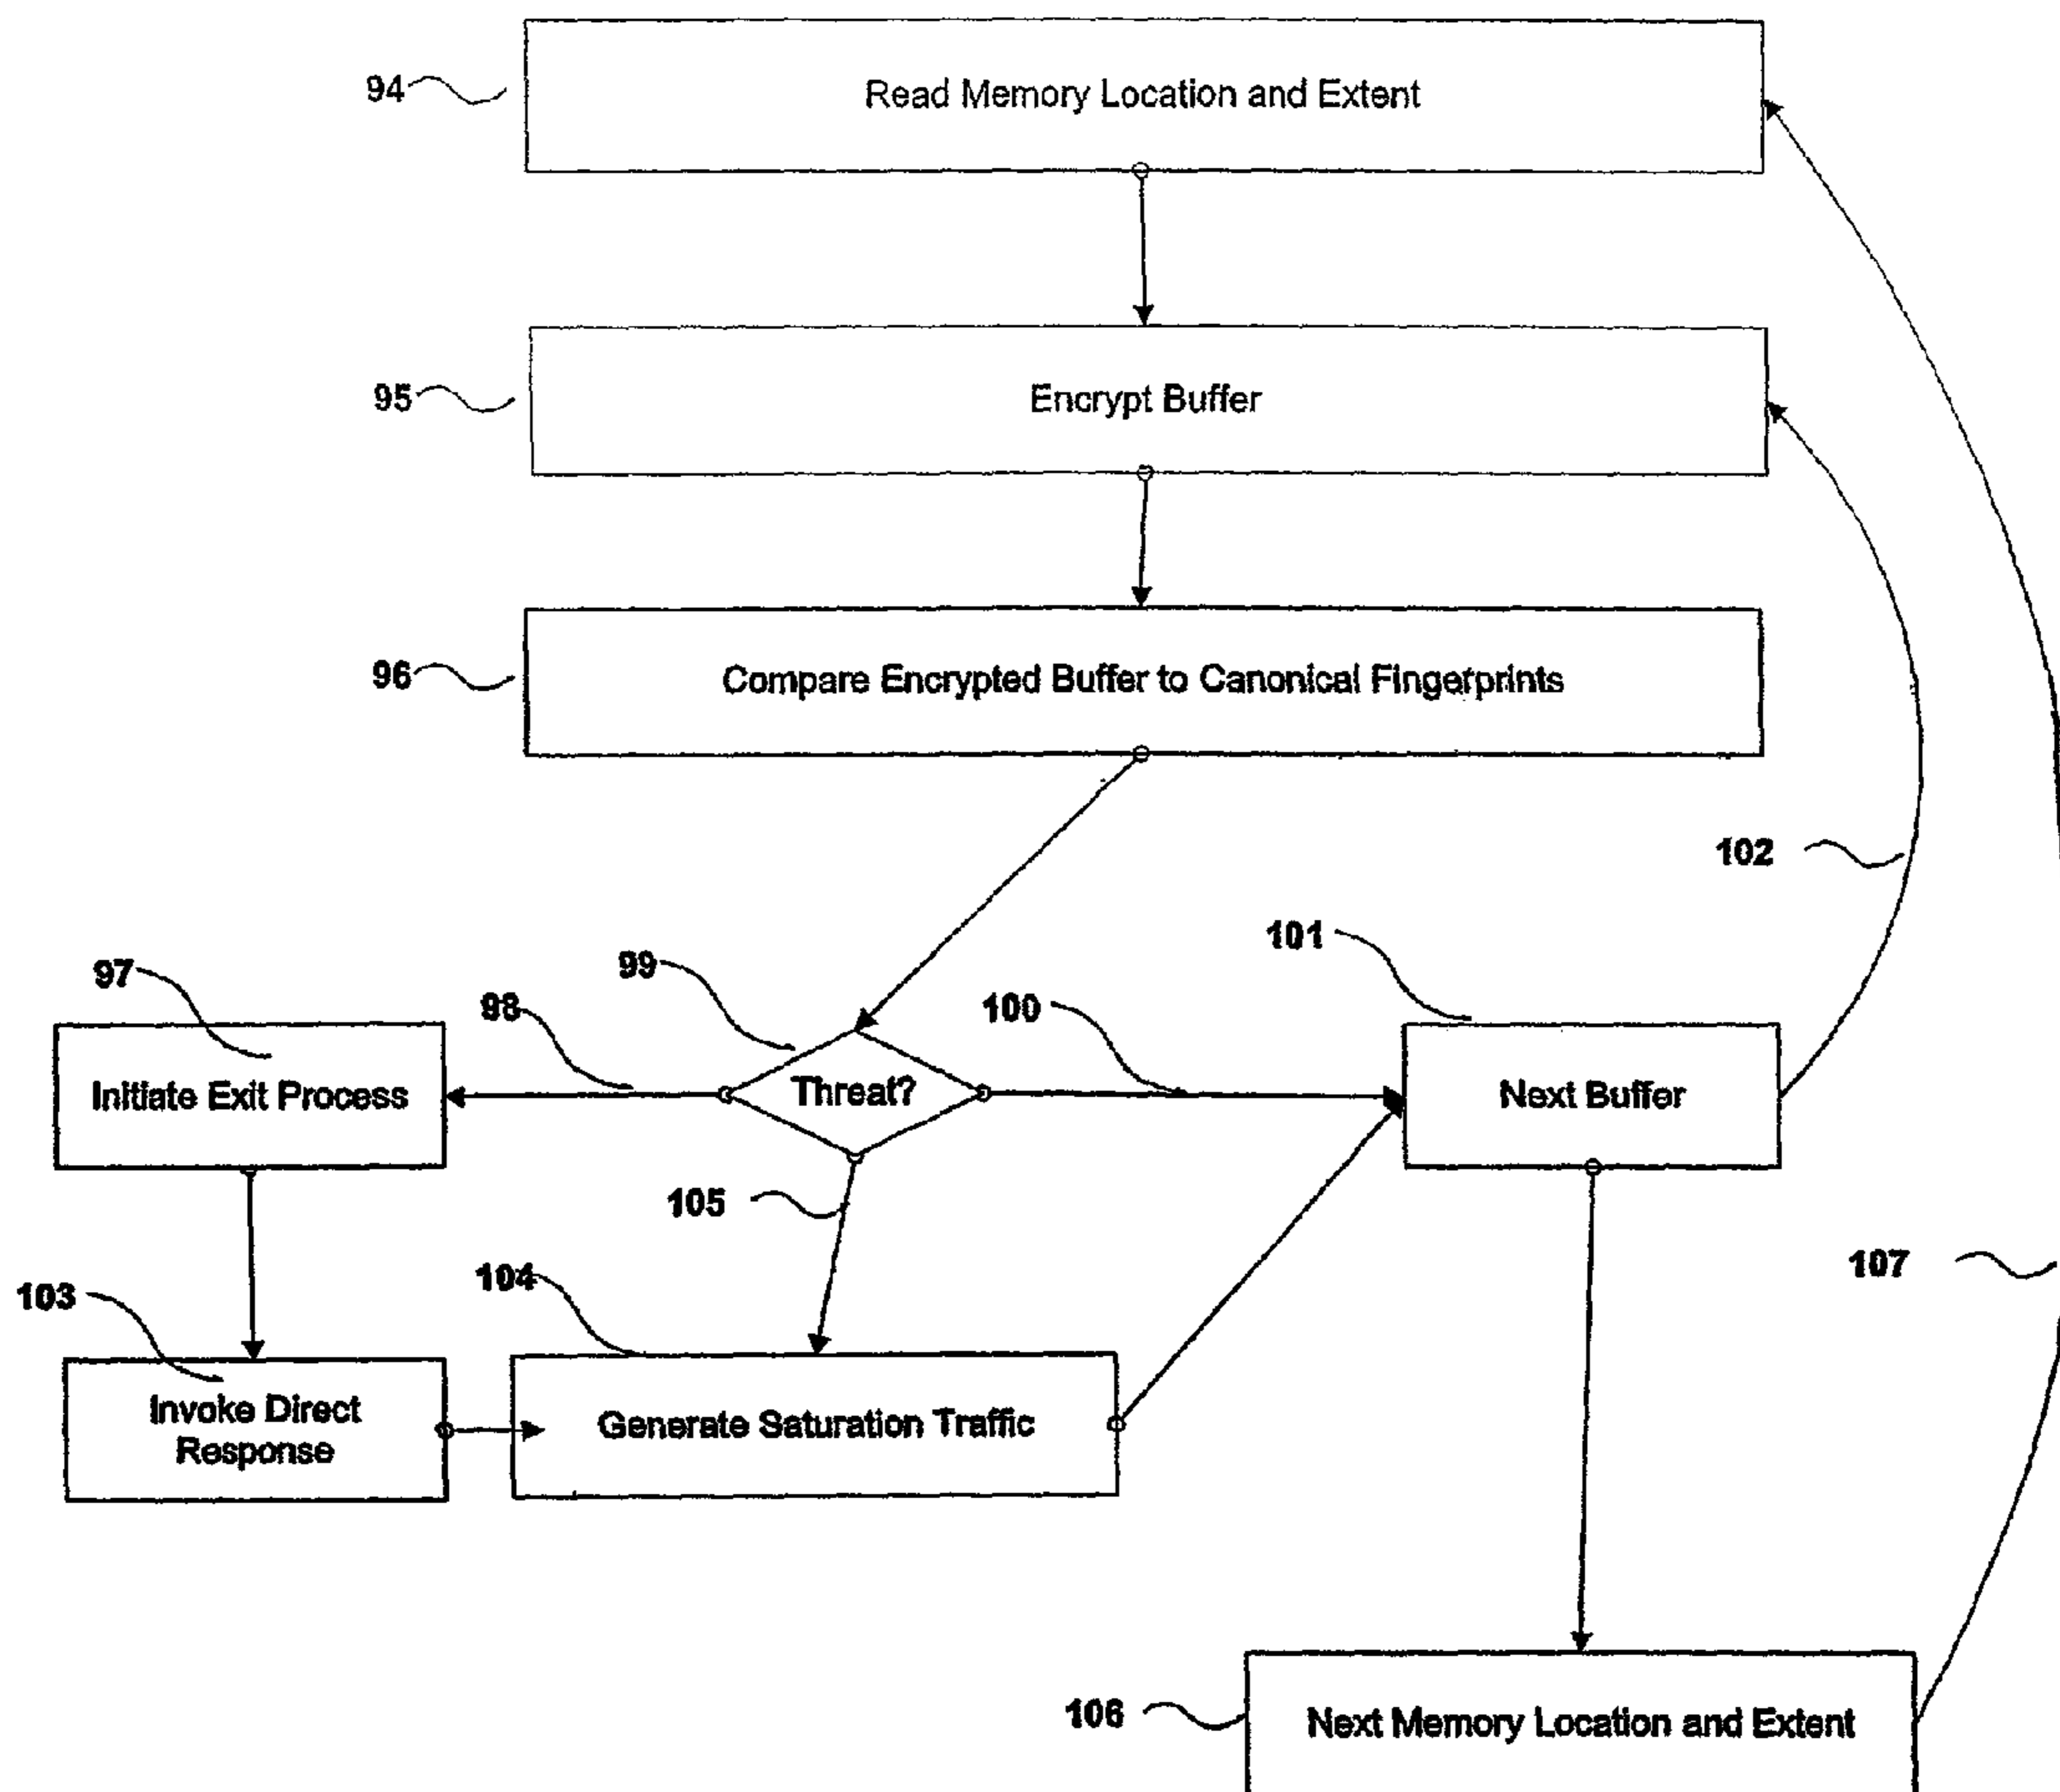 94
Read Memory Location and Extent
95
Encrypt Buffer
96
Compare Encrypted Buffer to Canonical Fingerprints
102
101
97
99
98
100
Initiate Exit Process
Threat?
Next Buffer
105
107
104
103
Invoke Direct
Response
Generate Saturation Traffic
106
Next Memory Location and Extent